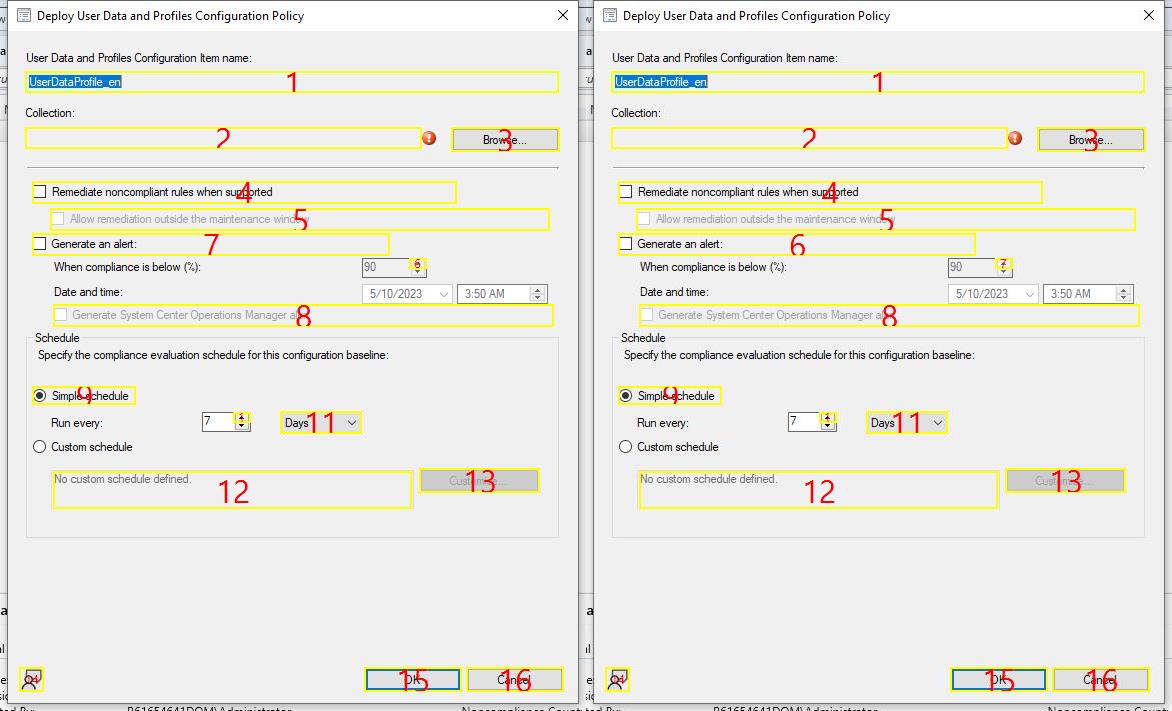 Deploy User Data and Profiles Configuration Policy
User Data and Profiles Configuration Item name:
UserDataProfile_en 1
Collection:
2 Browse... 3
Remediate noncompliant rules when supported 4
Allow remediation outside the maintenance window 5
Generate an alert: 7
When compliance is below (%): 90 6
Date and time: 5/10/2023 3:50 AM
Generate System Center Operations Manager 8
Schedule
Specify the compliance evaluation schedule for this configuration baseline:
Simple schedule 9
Run every: 7 Days 11
Custom schedule
No custom schedule defined. 12 Customize... 13
OK 15 Cancel 16
Deploy User Data and Profiles Configuration Policy
User Data and Profiles Configuration Item name:
UserDataProfile_en 1
Collection:
2 Browse... 3
Remediate noncompliant rules when supported 4
Allow remediation outside the maintenance window 5
Generate an alert: 6
When compliance is below (%): 90 7
Date and time: 5/10/2023 3:50 AM
Generate System Center Operations Manager 8
Schedule
Specify the compliance evaluation schedule for this configuration baseline:
Simple schedule 9
Run every: 7 Days 11
Custom schedule
No custom schedule defined. 12 Customize... 13
OK 15 Cancel 16